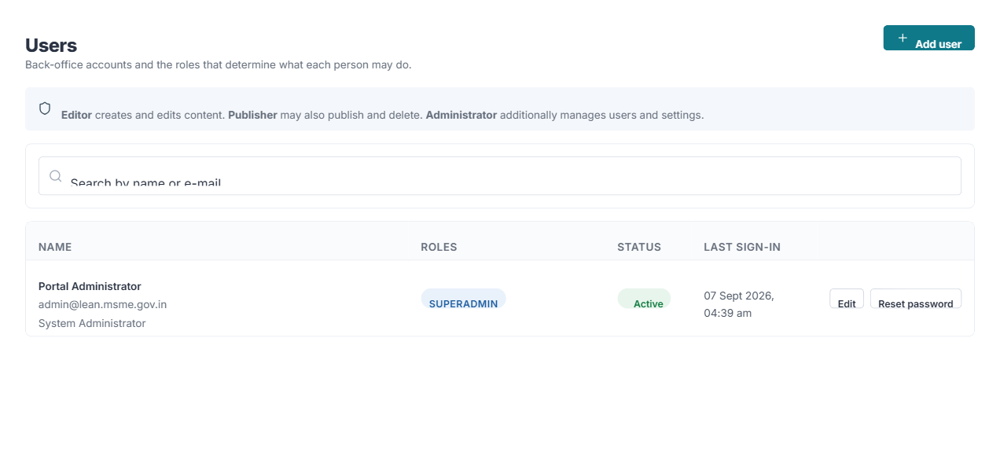 Users
Add user
Back-office accounts and the roles that determine what each person may do.
Editor creates and edits content. Publisher may also publish and delete. Administrator additionally manages users and settings.
Search by name or e-mail
NAME ROLES STATUS LAST SIGN-IN
Portal Administrator
admin@lean.msme.gov.in
System Administrator
SUPERADMIN
Active
07 Sept 2026,
04:39 am
Edit
Reset password